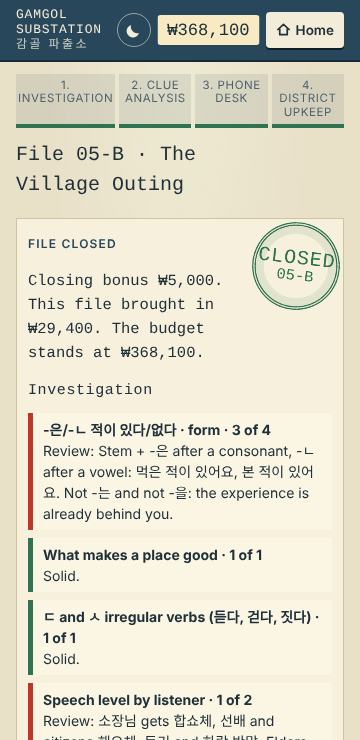 GAMGOL
SUBSTATION
감골 파출소
₩368,100
Home
1.
INVESTIGATION
2. CLUE
ANALYSIS
3. PHONE
DESK
4.
DISTRICT
UPKEEP
File 05-B · The
Village Outing
FILE CLOSED
CLOSED
05-B
Closing bonus ₩5,000.
This file brought in
₩29,400. The budget
stands at ₩368,100.
Investigation
-은/-ㄴ 적이 있다/없다 · form · 3 of 4
Review: Stem + -은 after a consonant, -ㄴ
after a vowel: 먹은 적이 있어요, 본 적이 있어
요. Not -는 and not -을: the experience is
already behind you.
What makes a place good · 1 of 1
Solid.
ㄷ and ㅅ irregular verbs (듣다, 걷다, 짓다) ·
1 of 1
Solid.
Speech level by listener · 1 of 2
Review: 소장님 gets 합쇼체, 선배 and